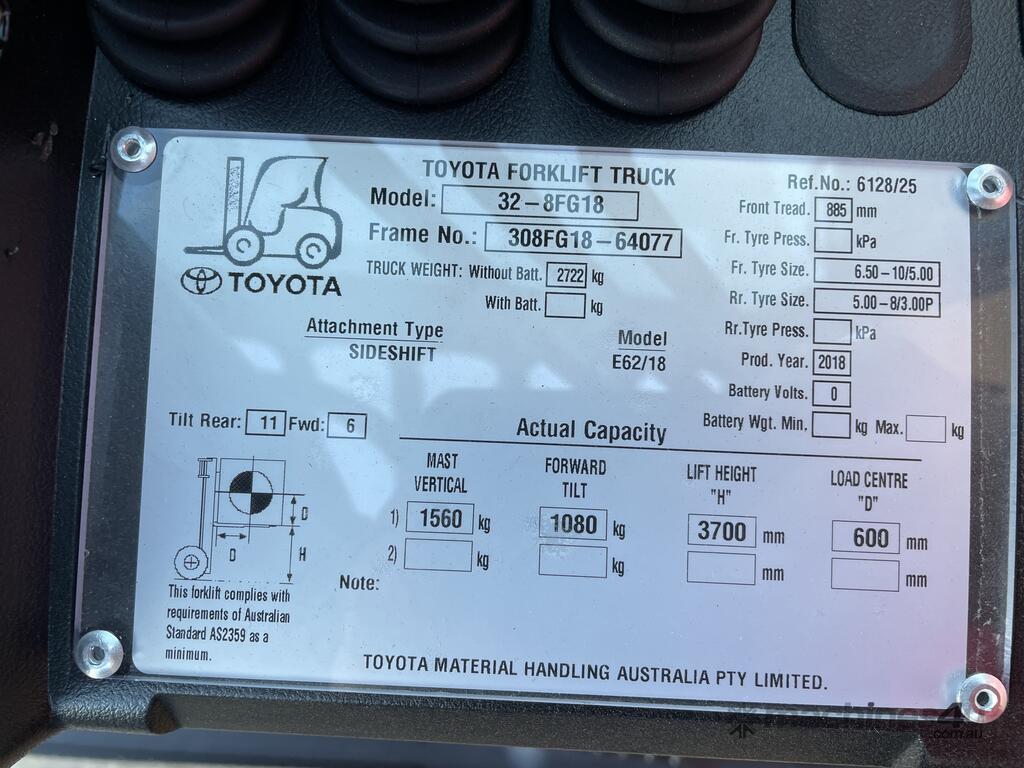 TOYOTA FORKLIFT TRUCK
Model: 32-8FG18
Frame No.: 308FG18-64077
TRUCK WEIGHT: Without Batt. 2722 kg
With Batt. kg
TOYOTA
Attachment Type
SIDESHIFT
Model
E62/18
Ref.No.: 6128/25
Front Tread. 885 mm
Fr. Tyre Press. kPa
Fr. Tyre Size. 6.50-10/5.00
Rr. Tyre Size. 5.00-8/3.00P
Rr. Tyre Press. kPa
Prod. Year. 2018
Battery Volts. 0
Battery Wgt. Min. kg Max. kg
Tilt Rear: 11 Fwd: 6
Actual Capacity
MAST VERTICAL
FORWARD TILT
LIFT HEIGHT "H"
LOAD CENTRE "D"
1) 1560 kg 1080 kg 3700 mm 600 mm
2) kg kg mm mm
D
D
H
Note:
This forklift complies with
requirements of Australian
Standard AS2359 as a
minimum.
TOYOTA MATERIAL HANDLING AUSTRALIA PTY LIMITED.
machines4u
.com.au